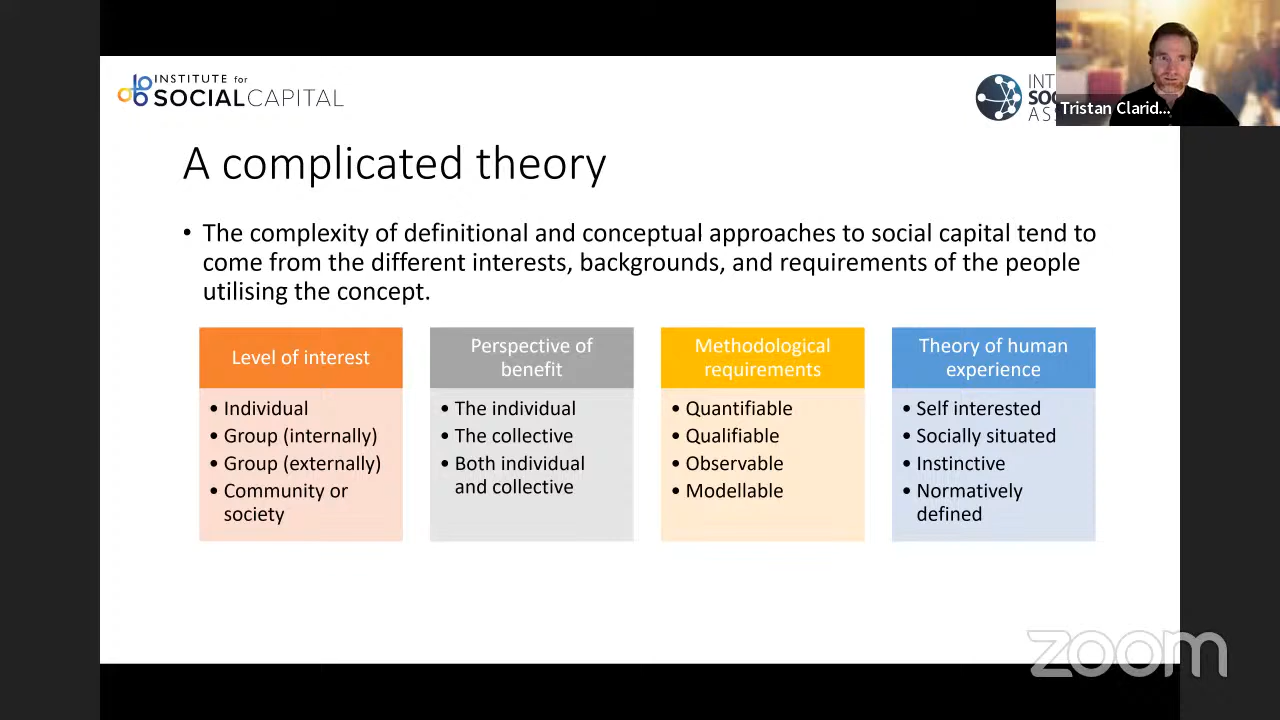 INSTITUTE for
SOCIALCAPITAL
Tristan Clarid...
A complicated theory
• The complexity of definitional and conceptual approaches to social capital tend to
come from the different interests, backgrounds, and requirements of the people
utilising the concept.
Level of interest
• Individual
• Group (internally)
• Group (externally)
• Community or
society
Perspective of
benefit
• The individual
• The collective
• Both individual
and collective
Methodological
requirements
• Quantifiable
• Qualifiable
• Observable
• Modellable
Theory of human
experience
• Self interested
• Socially situated
• Instinctive
• Normatively
defined
zoom